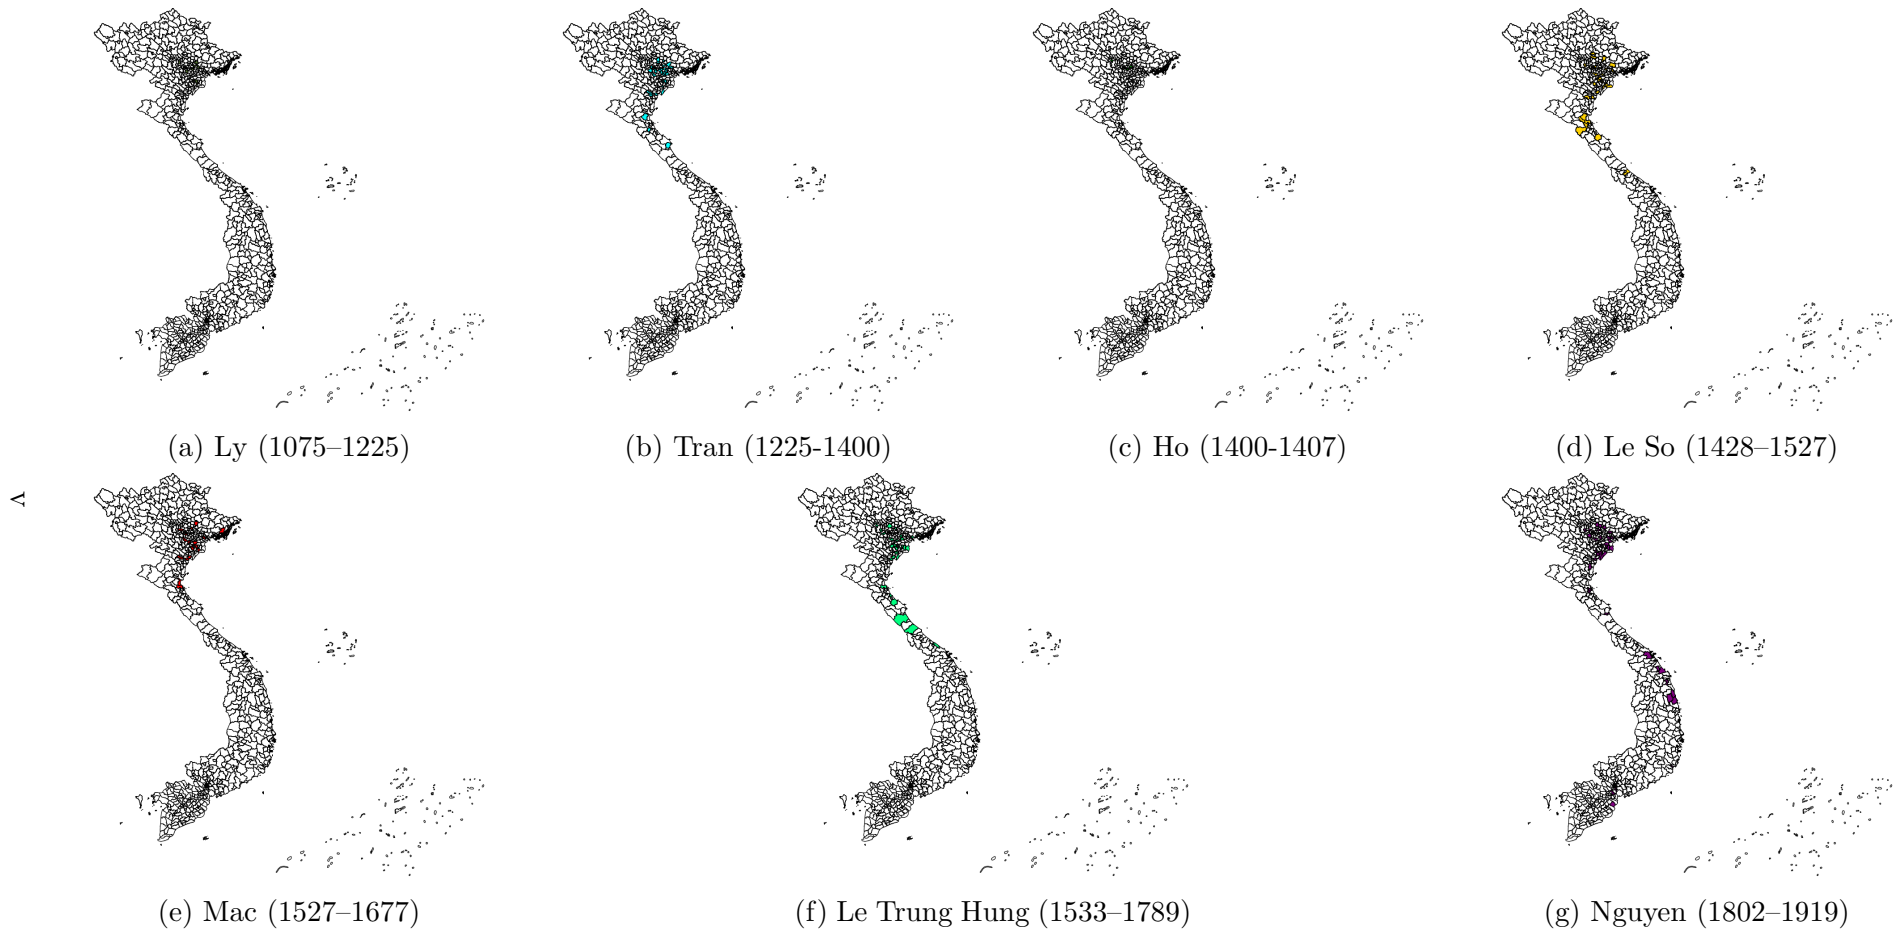 (a) Ly (1075–1225)
(b) Tran (1225-1400)
(c) Ho (1400-1407)
(d) Le So (1428–1527)
v
(e) Mac (1527–1677)
(f) Le Trung Hung (1533–1789)
(g) Nguyen (1802–1919)